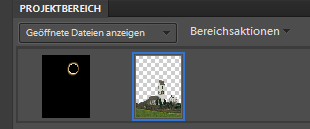 PROJEKTBEREICH
Geöffnete Dateien anzeigen
Bereichsaktionen